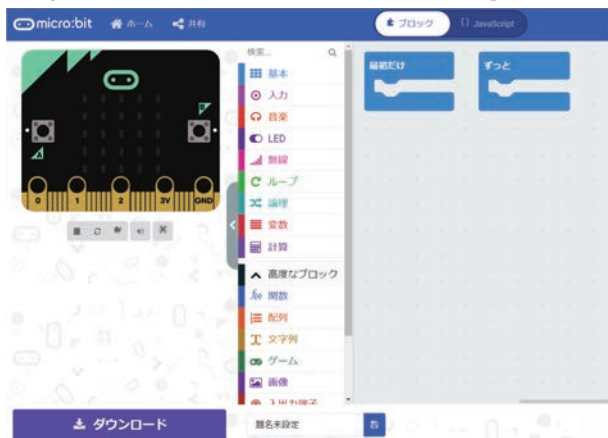 micro:bit
ホーム
共有
ブロック
{} JavaScript
検索...
基本
入力
音楽
LED
無線
ループ
論理
変数
計算
高度なブロック
関数
配列
文字列
ゲーム
画像
最初だけ
ずっと
A
B
0 1 2 3V GND
ダウンロード
題名未設定